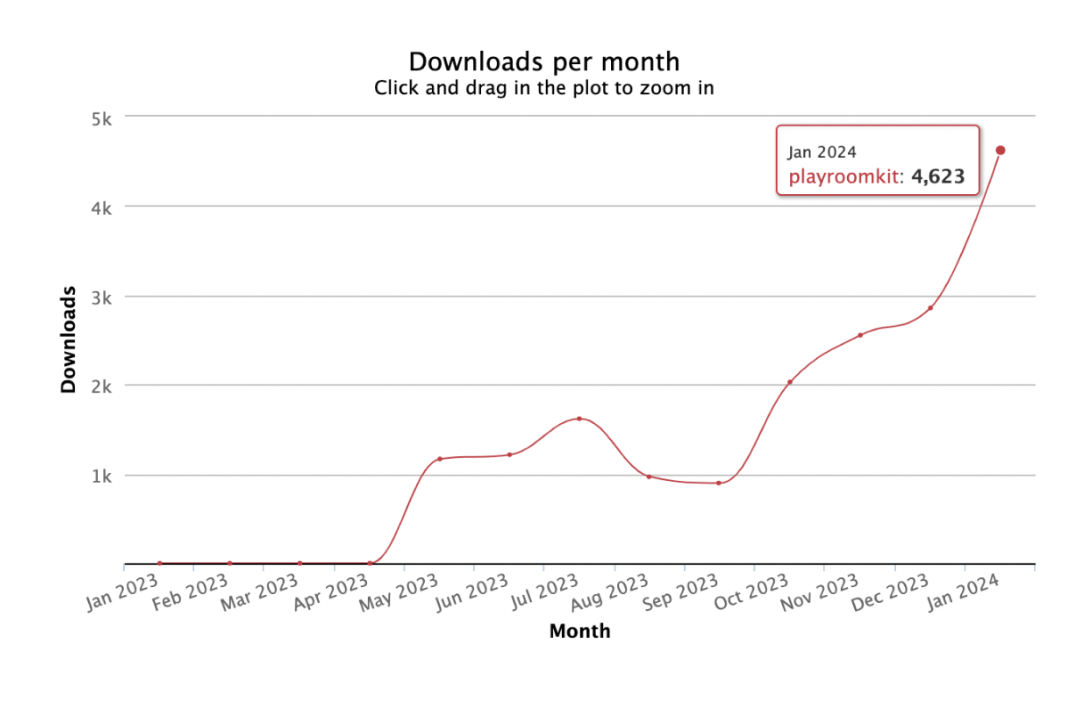 Downloads per month
Click and drag in the plot to zoom in
5k
Jan 2024
playroomkit: 4,623
4k
3k
Downloads
2k
1k
Jan 2023
Feb 2023
Mar 2023
Apr 2023
May 2023
Jun 2023
Jul 2023
Aug 2023
Sep 2023
Oct 2023
Nov 2023
Dec 2023
Jan 2024
Month